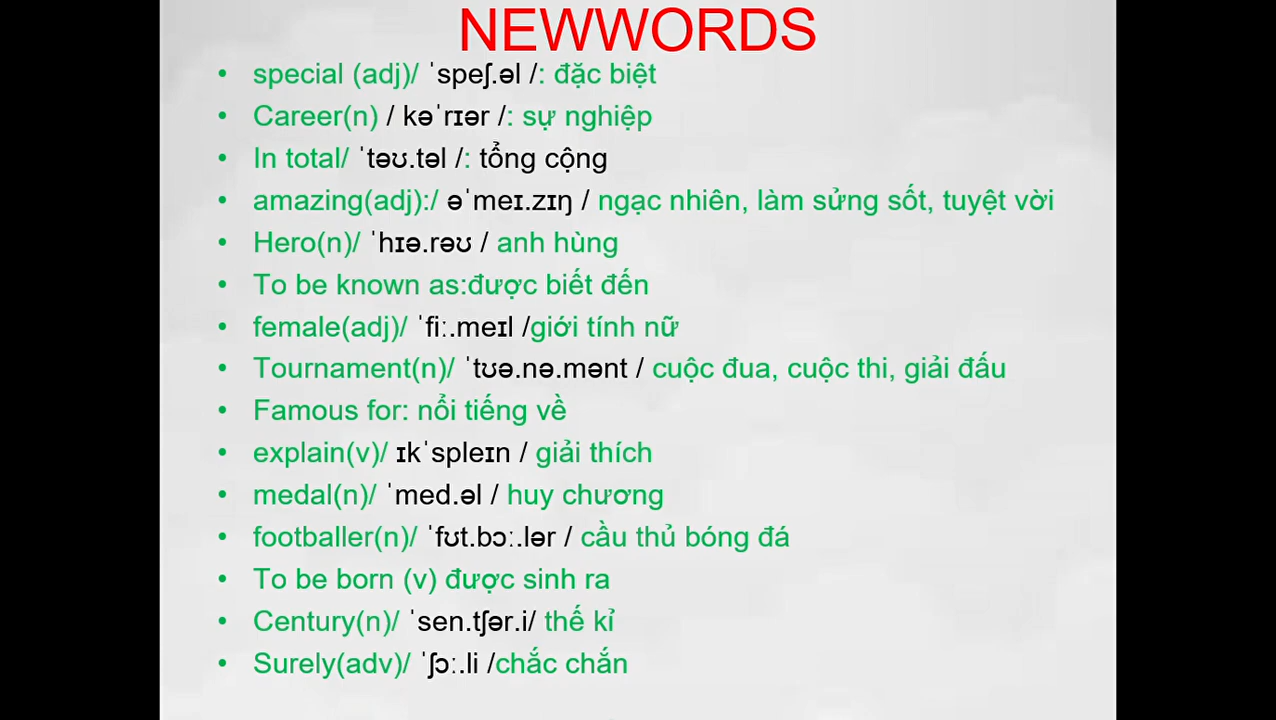 NEWWORDS
• special (adj)/ ˈspeʃ.əl /: đặc biệt
• Career(n) / kəˈrɪər /: sự nghiệp
• In total/ ˈtəʊ.təl /: tổng cộng
• amazing(adj):/ əˈmeɪ.zɪŋ / ngạc nhiên, làm sửng sốt, tuyệt vời
• Hero(n)/ ˈhɪə.rəʊ / anh hùng
• To be known as:được biết đến
• female(adj)/ ˈfiː.meɪl /giới tính nữ
• Tournament(n)/ ˈtʊə.nə.mənt / cuộc đua, cuộc thi, giải đấu
• Famous for: nổi tiếng về
• explain(v)/ ɪkˈspleɪn / giải thích
• medal(n)/ ˈmed.əl / huy chương
• footballer(n)/ ˈfʊt.bɔː.lər / cầu thủ bóng đá
• To be born (v) được sinh ra
• Century(n)/ ˈsen.tʃər.i/ thế kỉ
• Surely(adv)/ ˈʃɔː.li /chắc chắn